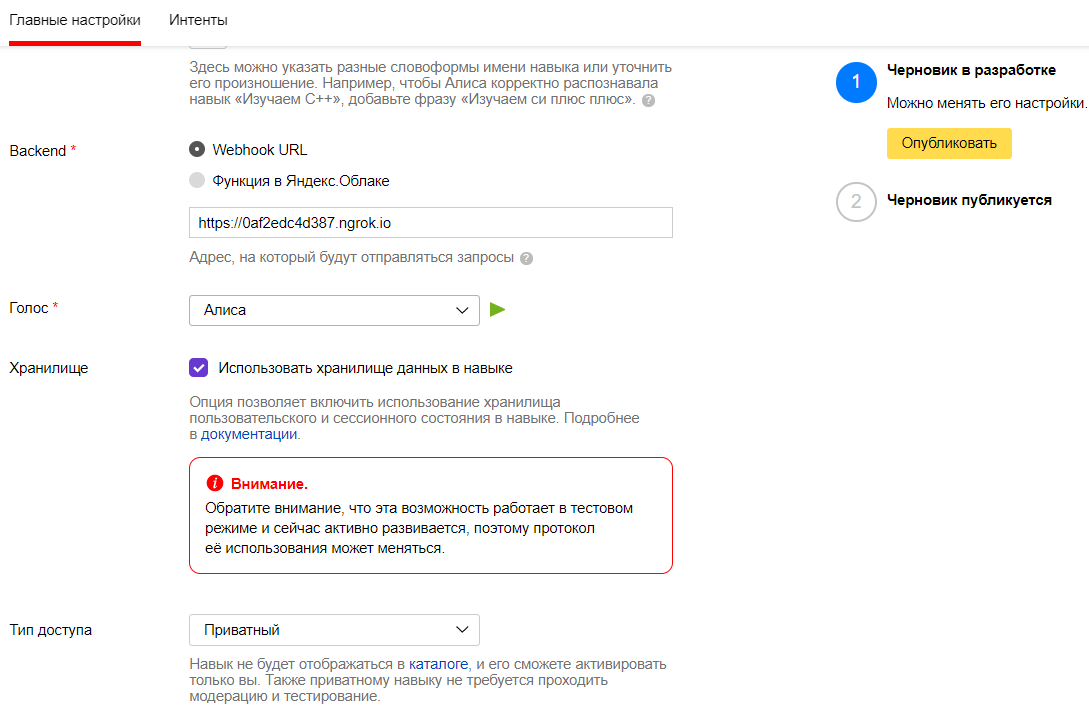 Главные настройки
Интенты
Здесь можно указать разные словоформы имени навыка или уточнить
его произношение. Например, чтобы Алиса корректно распознавала
навык «Изучаем C++», добавьте фразу «Изучаем си плюс плюс». ?
Backend *
Webhook URL
Функция в Яндекс.Облаке
https://0af2edc4d387.ngrok.io
Адрес, на который будут отправляться запросы ?
Голос *
Алиса
Хранилище
Использовать хранилище данных в навыке
Опция позволяет включить использование хранилища
пользовательского и сессионного состояния в навыке. Подробнее
в документации.
i Внимание.
Обратите внимание, что эта возможность работает в тестовом
режиме и сейчас активно развивается, поэтому протокол
её использования может меняться.
Тип доступа
Приватный
Навык не будет отображаться в каталоге, и его сможете активировать
только вы. Также приватному навыку не требуется проходить
модерацию и тестирование.
1
Черновик в разработке
Можно менять его настройки.
Опубликовать
2
Черновик публикуется